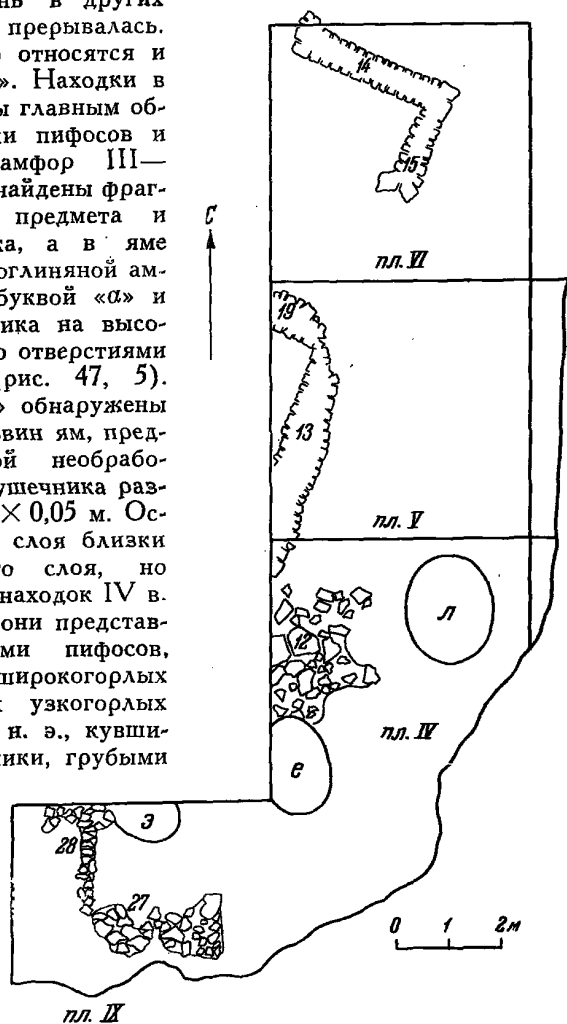 нь в других
прерывалась.
относятся и
». Находки в
ы главным об-
и пифосов и
амфор III—
найдены фраг-
предмета и
ка, а в яме
оглиняной ам-
буквой «а» и
ика на высо-
о отверстиями
рис. 47, 5).
» обнаружены
вин ям, пред-
ой необрабо-
ушечника раз-
× 0,05 м. Ос-
слоя близки
го слоя, но
находок IV в.
они представ-
ми пифосов,
широкогорлых
узкогорлых
н. э., кувши-
ики, грубыми
С
14
15
пл. VI
19
13
пл. V
л
12
в
пл. IV
е
э
28
27
0 1 2м
пл. IX